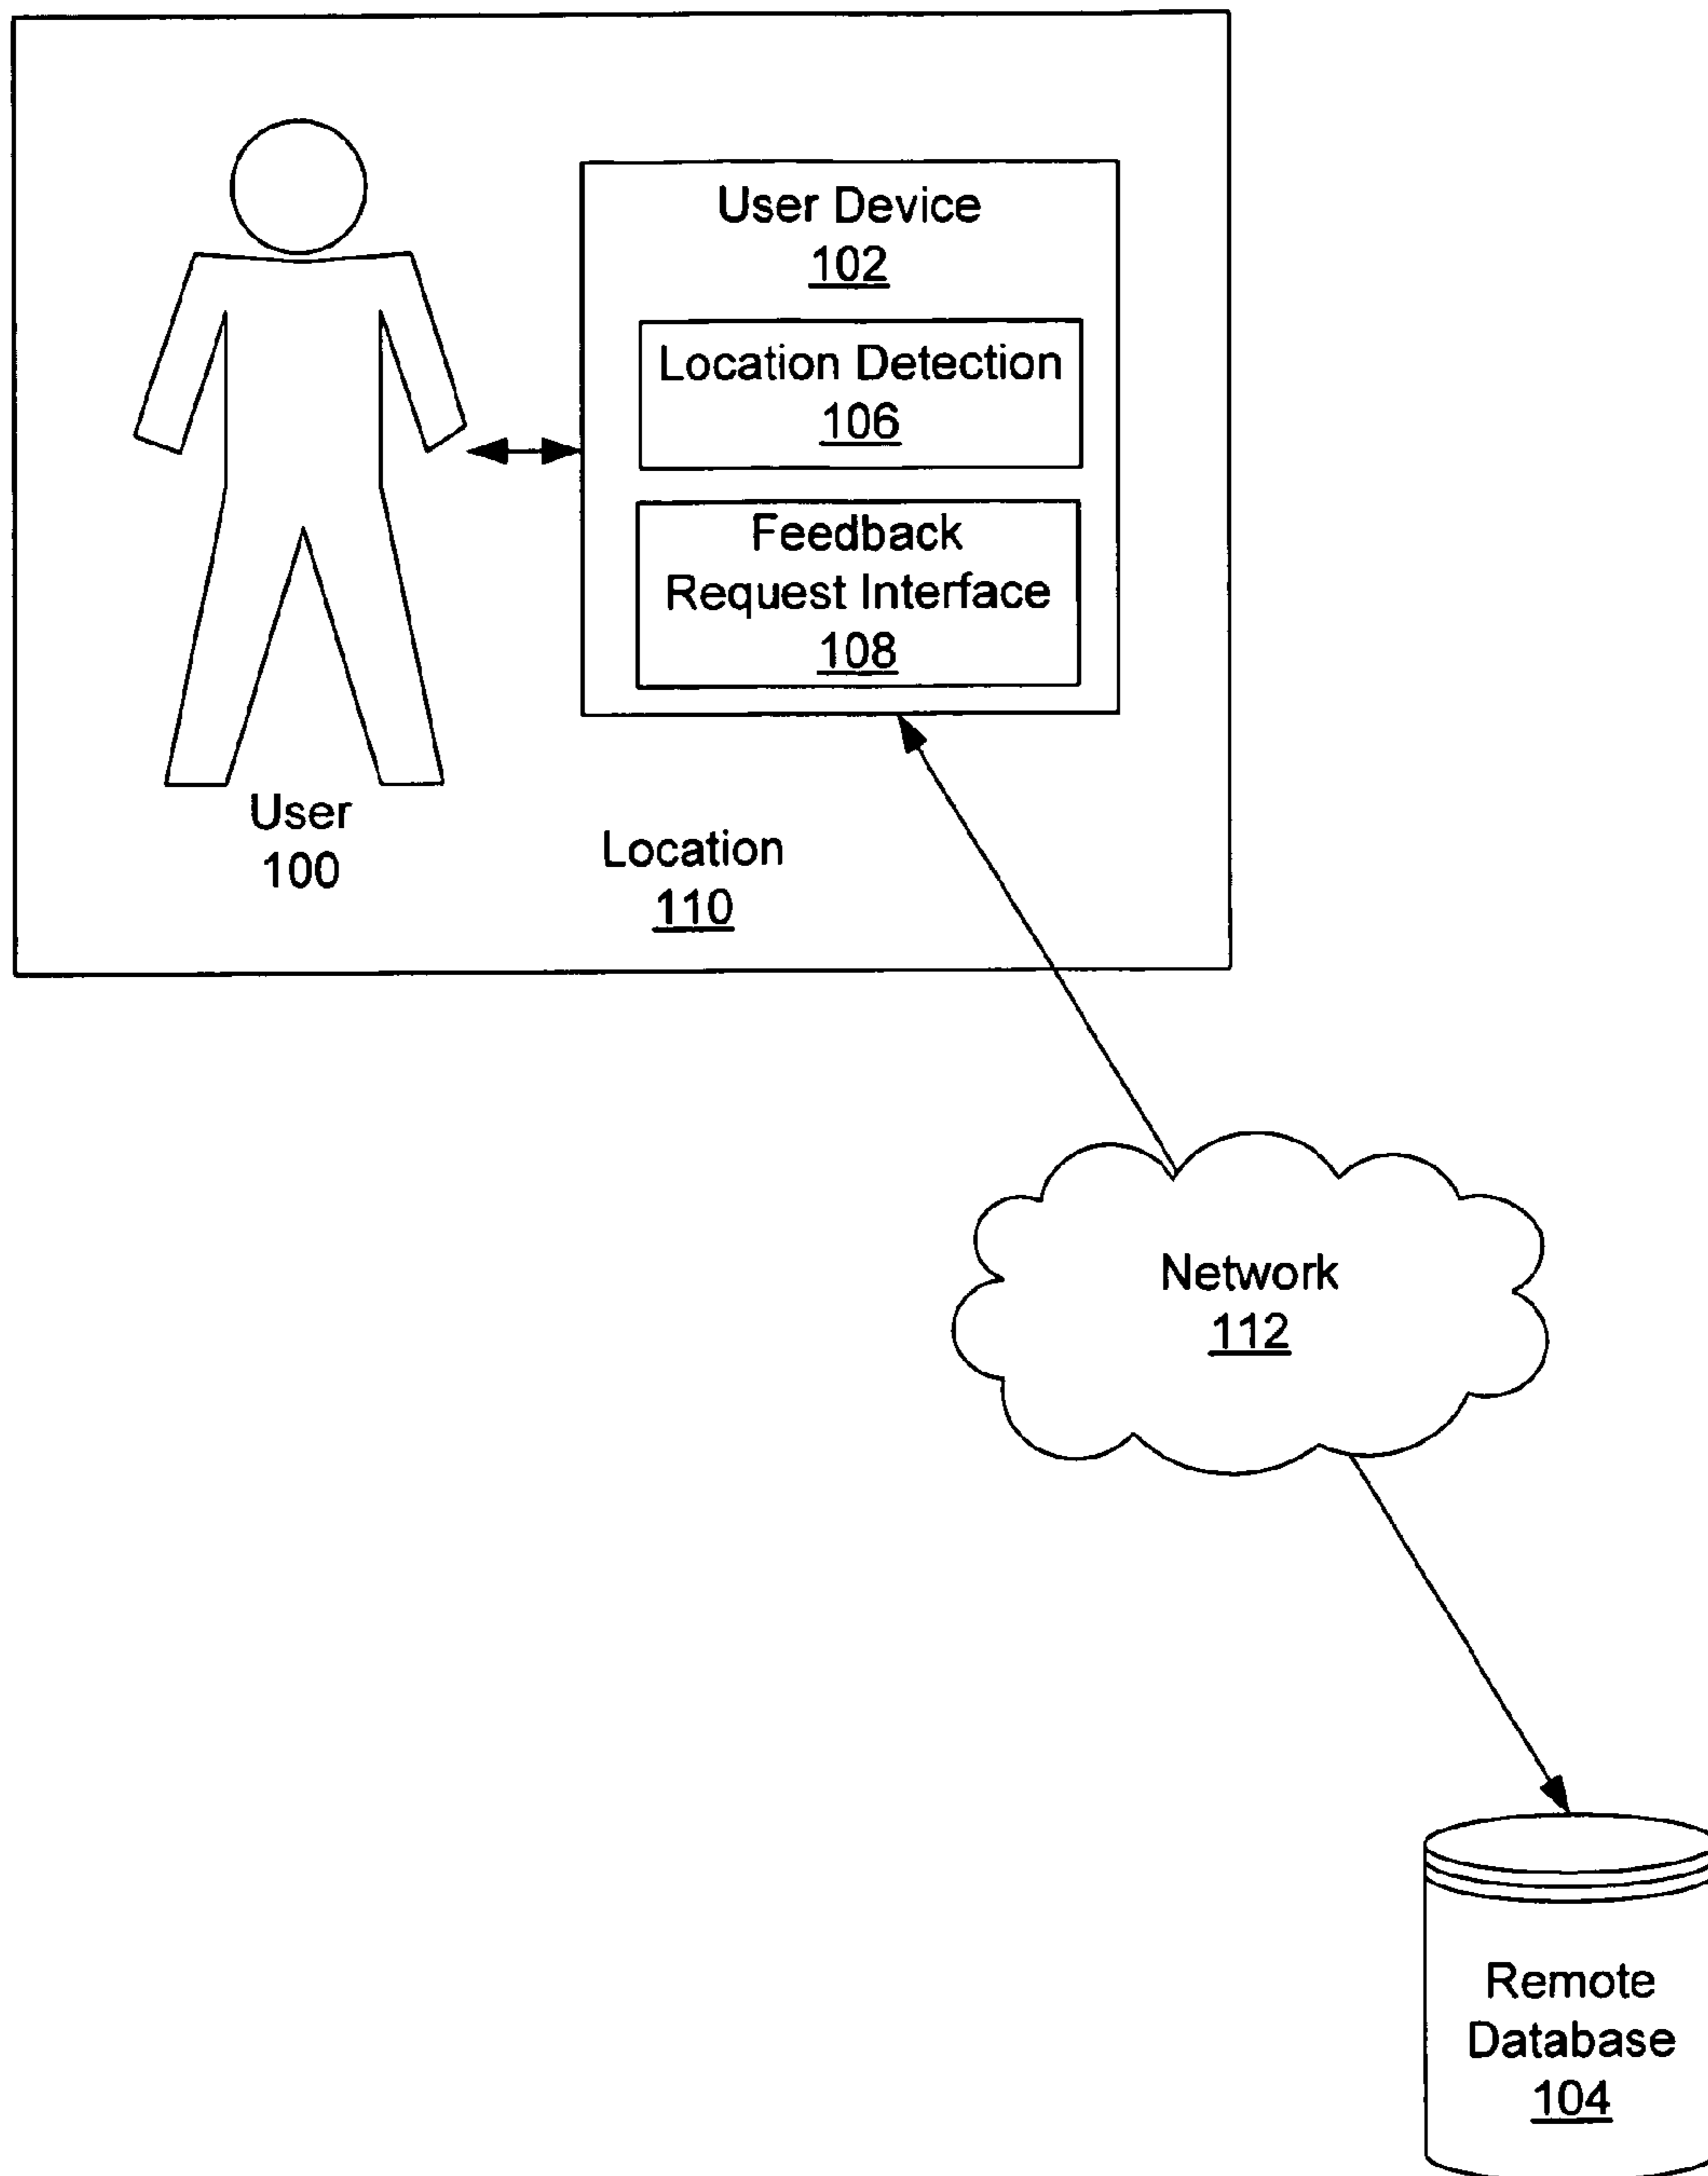 User Device
102
Location Detection
106
Feedback
Request Interface
108
User
100
Location
110
Network
112
Remote
Database
104